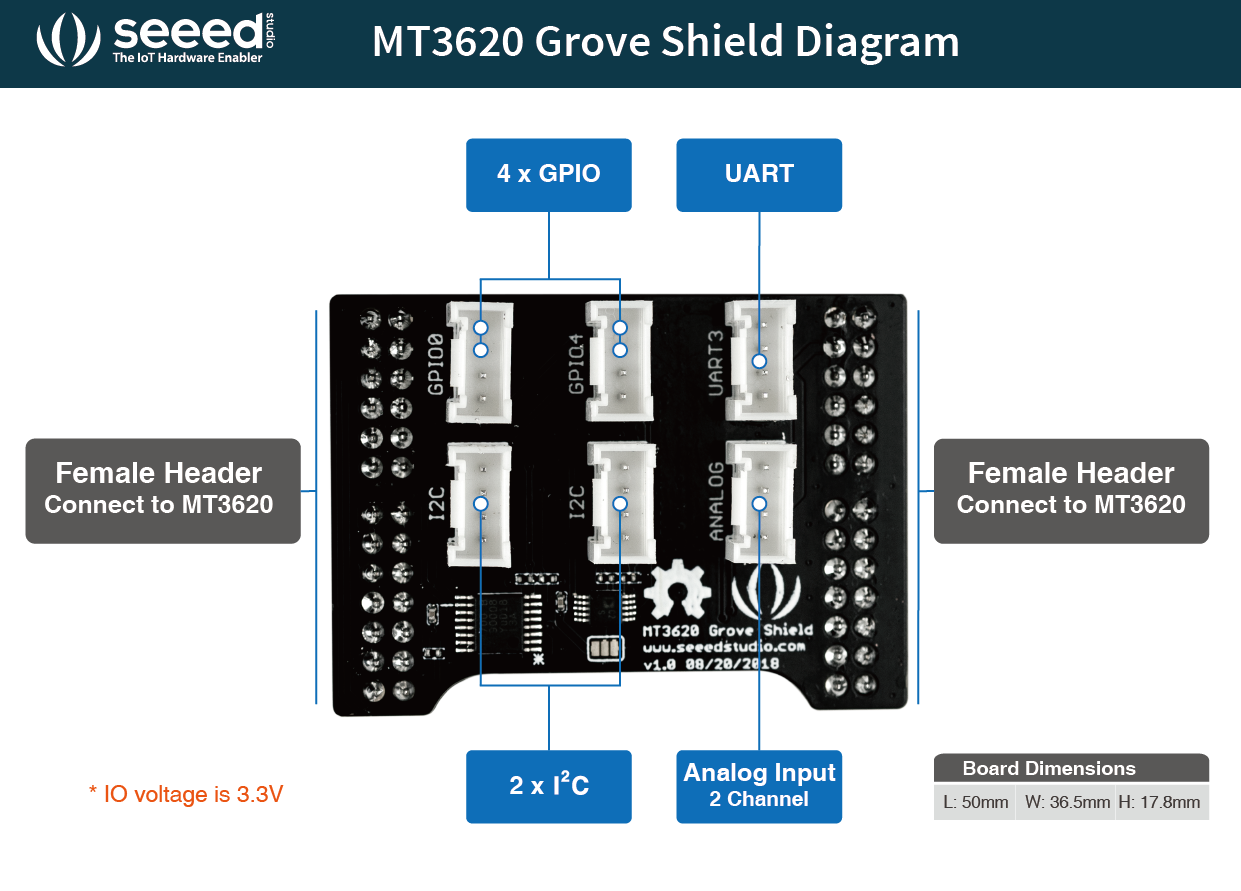 seeed studio
The IoT Hardware Enabler
MT3620 Grove Shield Diagram
4 x GPIO
UART
GPIO0
GPIO4
UART3
Female Header
Connect to MT3620
Female Header
Connect to MT3620
I2C
I2C
ANALOG
MT3620 Grove Shield
www.seeedstudio.com
v1.0 08/20/2018
2 x I²C
Analog Input
2 Channel
* IO voltage is 3.3V
Board Dimensions
L: 50mm W: 36.5mm H: 17.8mm